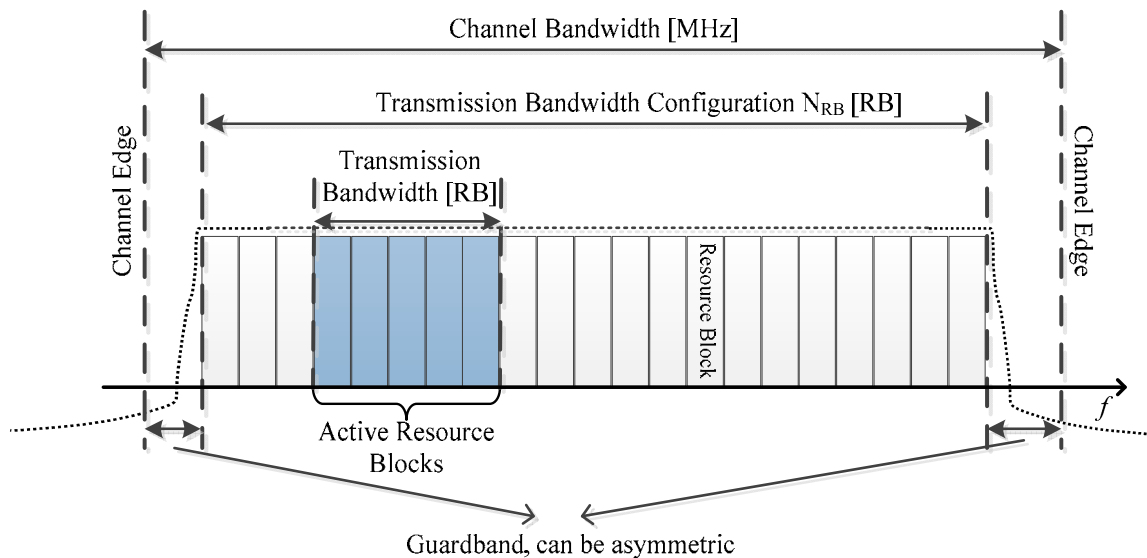 Channel Bandwidth [MHz]
Transmission Bandwidth Configuration N_RB [RB]
Channel Edge
Transmission
Bandwidth [RB]
Channel Edge
Resource Block
f
Active Resource
Blocks
Guardband, can be asymmetric